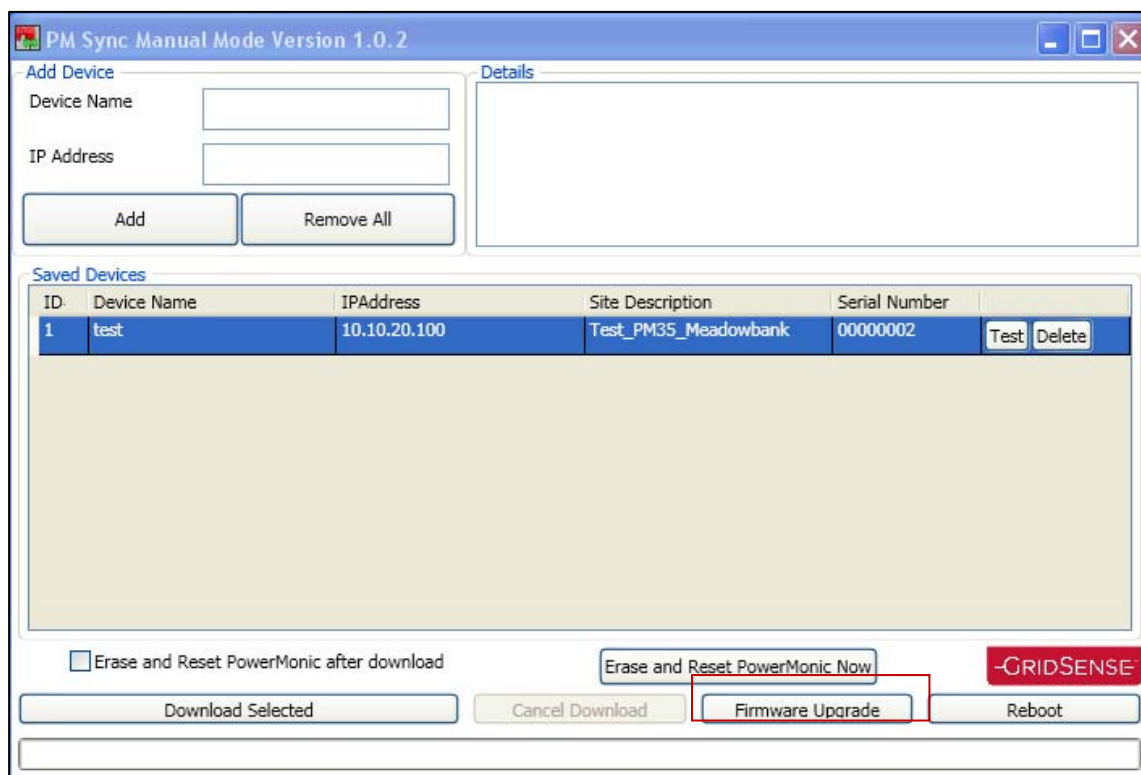 PM Sync Manual Mode Version 1.0.2
Add Device
Device Name
IP Address
Add Remove All
Details
Saved Devices
ID Device Name IPAddress Site Description Serial Number
1 test 10.10.20.100 Test_PM35_Meadowbank 00000002 Test Delete
Erase and Reset PowerMonic after download
Erase and Reset PowerMonic Now
GRIDSENSE
Download Selected Cancel Download Firmware Upgrade Reboot